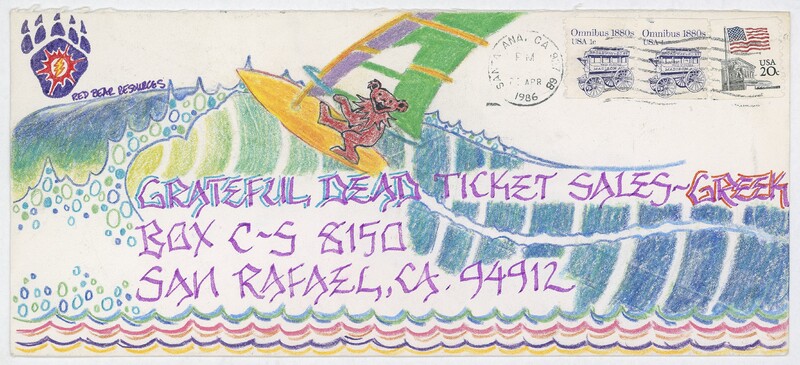 RED BEAR RESOURCES
SANTA ANA, CA
PM
APR
1986
Omnibus 1880s
USA 1c
Omnibus 1880s
USA
USA
20c
GRATEFUL DEAD TICKET SALES~GREEK
BOX C~S 8150
SAN RAFAEL, CA. 94912